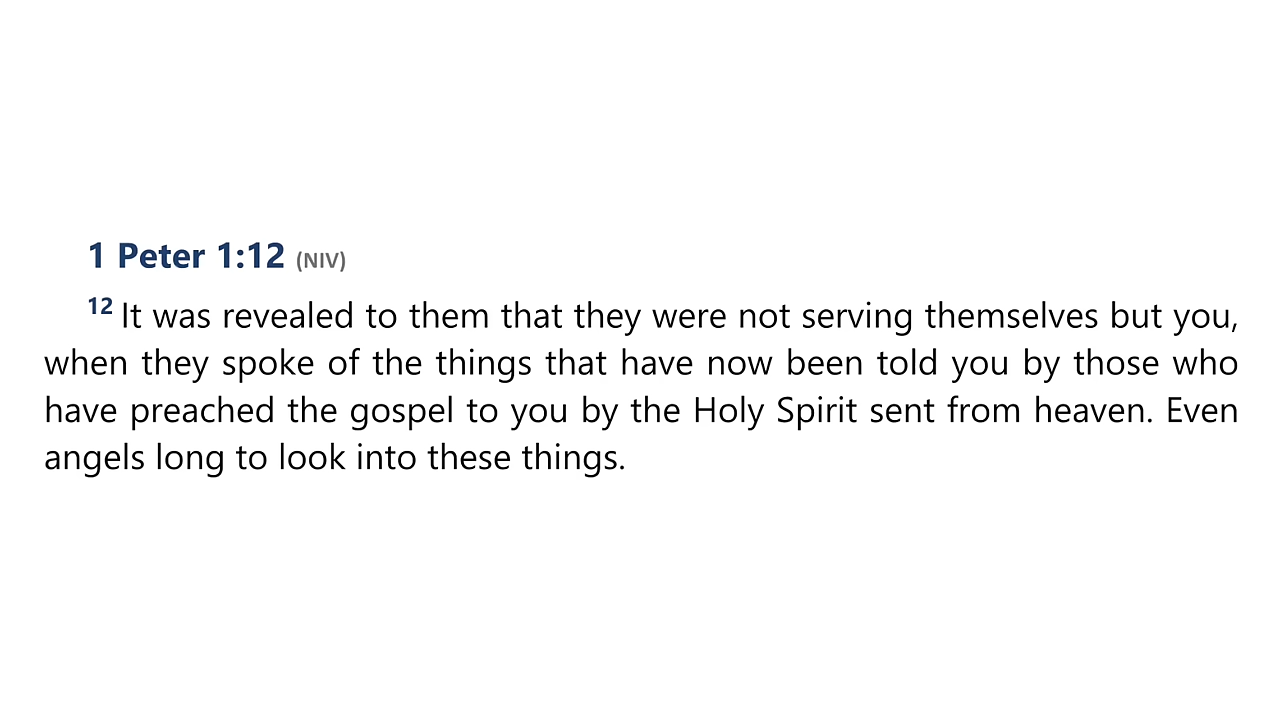 1 Peter 1:12 (NIV)
12 It was revealed to them that they were not serving themselves but you,
when they spoke of the things that have now been told you by those who
have preached the gospel to you by the Holy Spirit sent from heaven. Even
angels long to look into these things.